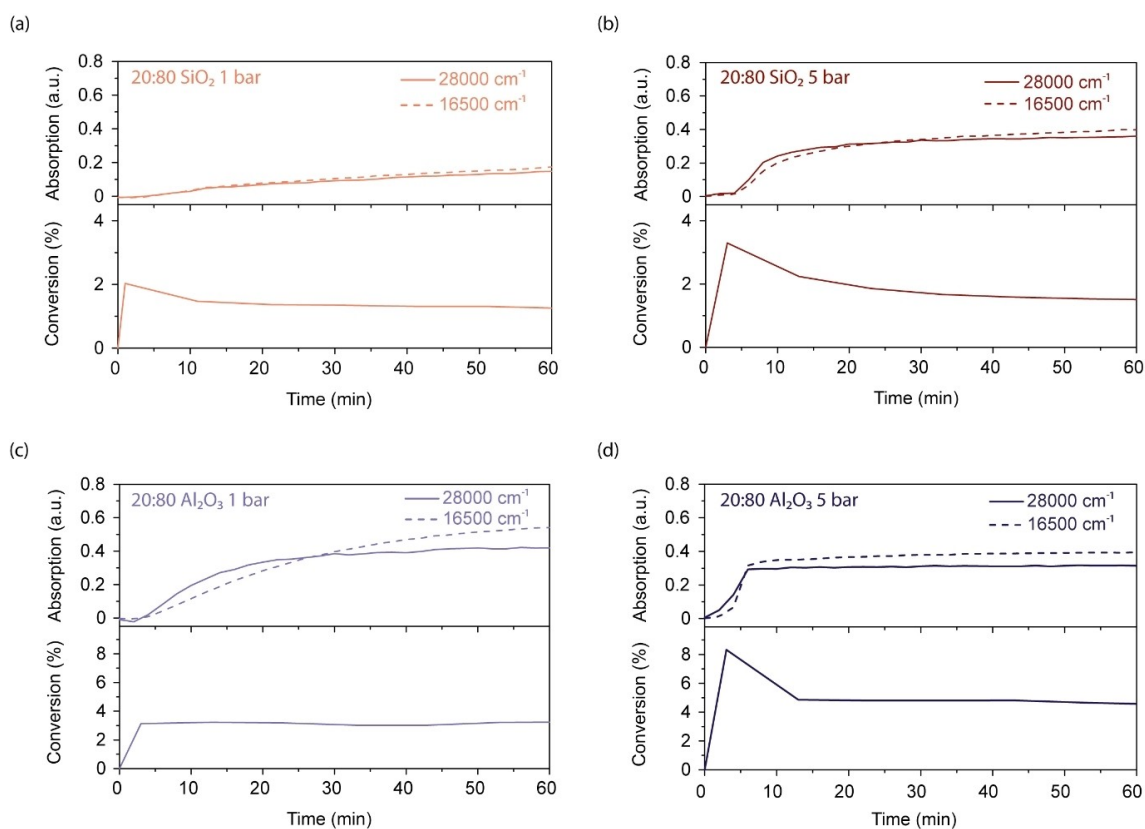 (a)
20:80 SiO₂ 1 bar
28000 cm⁻¹
16500 cm⁻¹
Absorption (a.u.)
0.8
0.6
0.4
0.2
0
Conversion (%)
4
2
0
0 10 20 30 40 50 60
Time (min)
(b)
20:80 SiO₂ 5 bar
28000 cm⁻¹
16500 cm⁻¹
Absorption (a.u.)
0.8
0.6
0.4
0.2
0
Conversion (%)
4
2
0
0 10 20 30 40 50 60
Time (min)
(c)
20:80 Al₂O₃ 1 bar
28000 cm⁻¹
16500 cm⁻¹
Absorption (a.u.)
0.8
0.6
0.4
0.2
0
Conversion (%)
8
6
4
2
0
0 10 20 30 40 50 60
Time (min)
(d)
20:80 Al₂O₃ 5 bar
28000 cm⁻¹
16500 cm⁻¹
Absorption (a.u.)
0.8
0.6
0.4
0.2
0
Conversion (%)
8
6
4
2
0
0 10 20 30 40 50 60
Time (min)